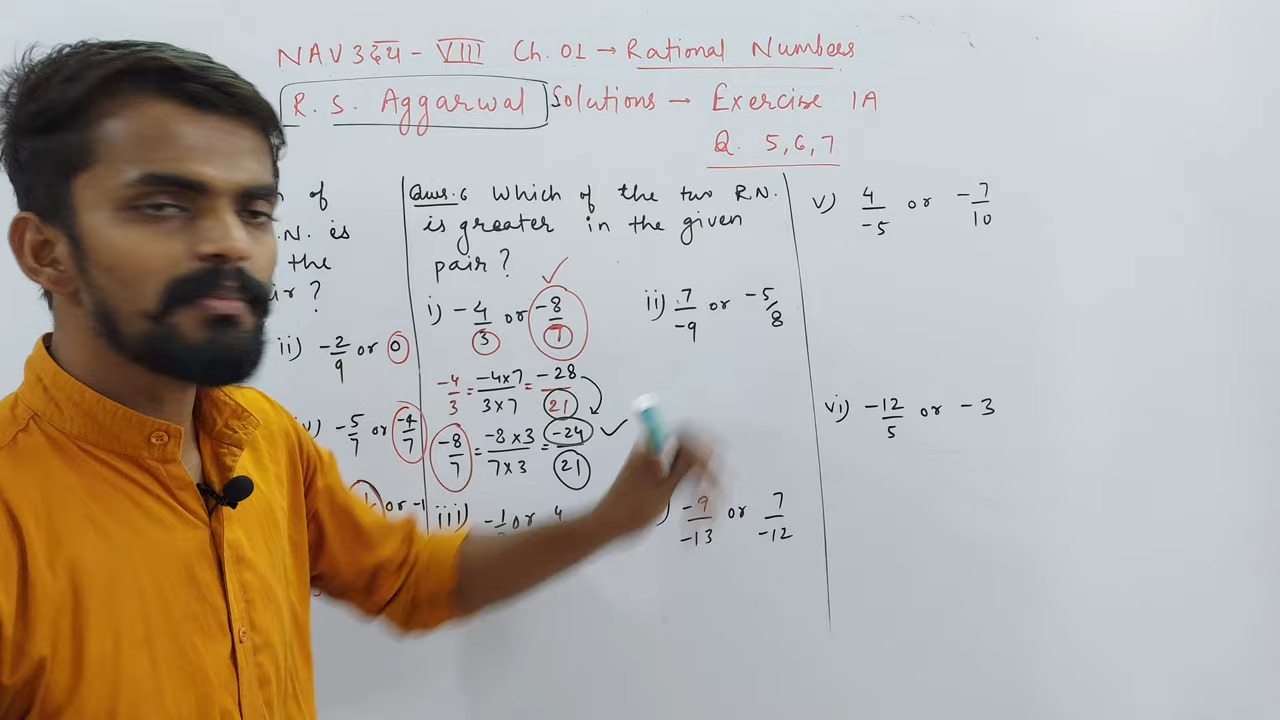 NAV उदय - VIII Ch. 01 → Rational Numbers
R. S. Aggarwal Solutions → Exercise 1A
Q. 5, 6, 7
of
.N. is
the
ir ?
ii) -2/9 or 0
-5/7 or -4/7
or -1
Ques. 6 Which of the two R.N.
is greater in the given
pair ?
i) -4/3 or -8/7
-4/3 = -4×7/3×7 = -28/21
-8/7 = -8×3/7×3 = -24/21
iii) -1 or 4
ii) 7/-9 or -5/8
-9/-13 or 7/-12
v) 4/-5 or -7/10
vi) -12/5 or -3